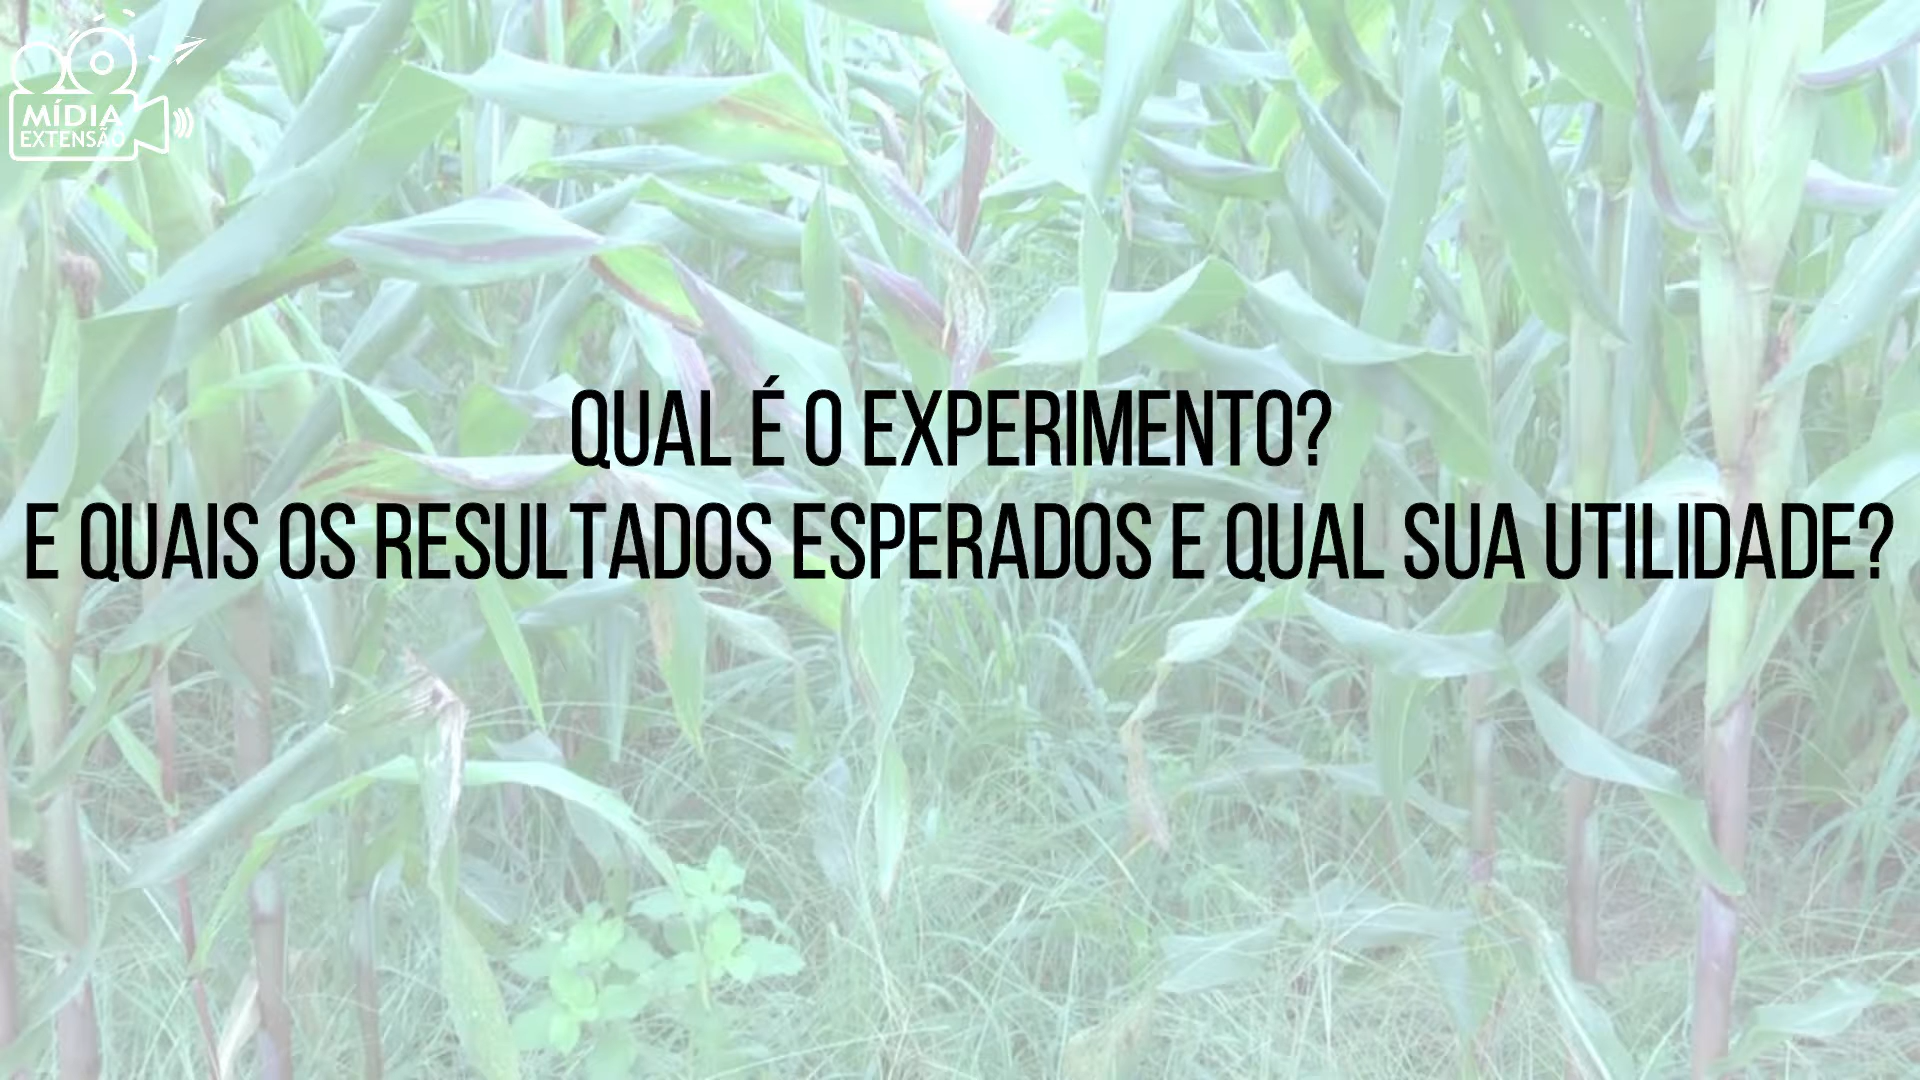 MÍDIA
EXTENSÃO
QUAL É O EXPERIMENTO?
E QUAIS OS RESULTADOS ESPERADOS E QUAL SUA UTILIDADE?